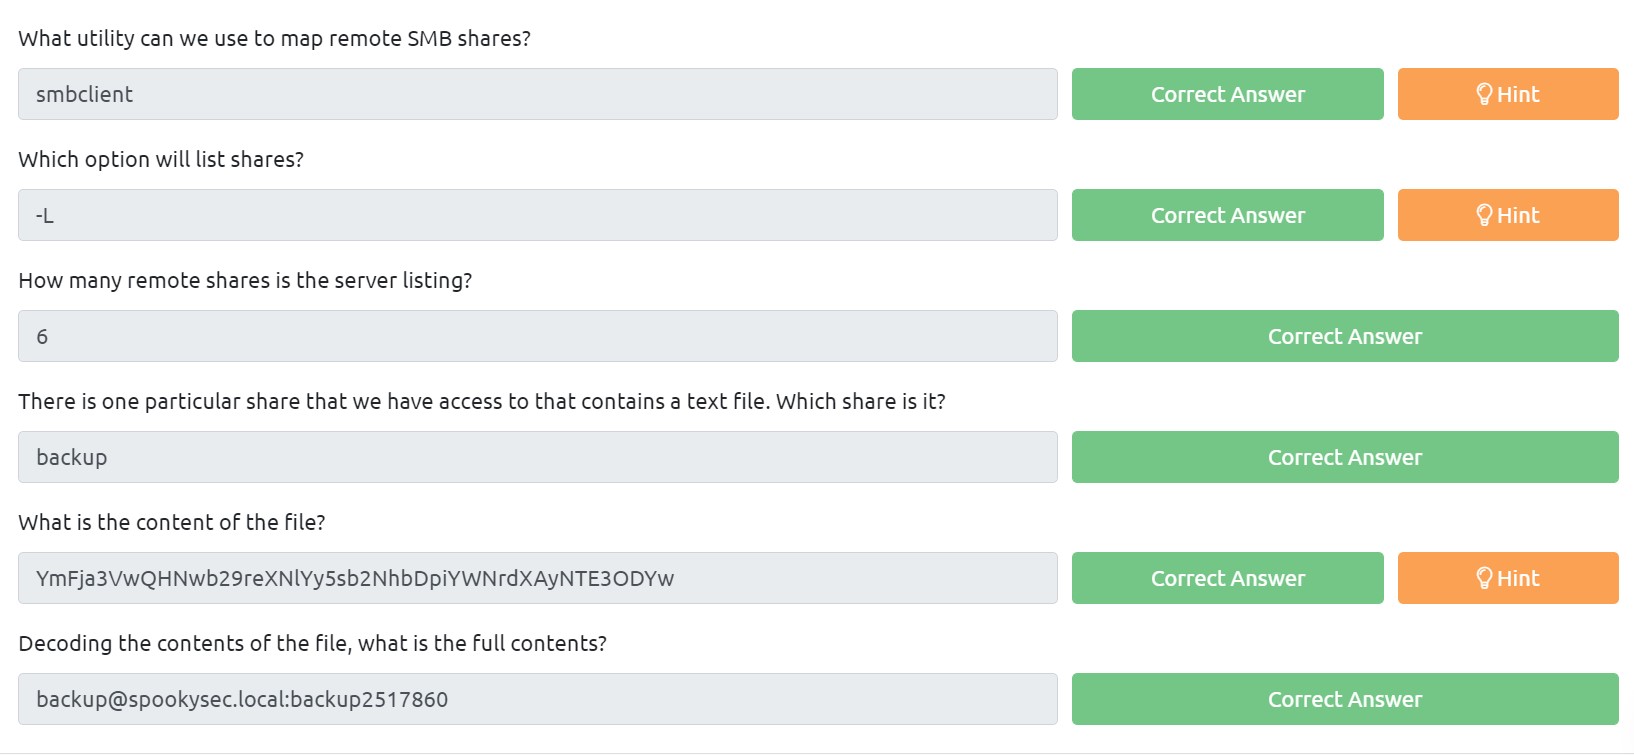 What utility can we use to map remote SMB shares?
smbclient Correct Answer Hint
Which option will list shares?
-L Correct Answer Hint
How many remote shares is the server listing?
6 Correct Answer
There is one particular share that we have access to that contains a text file. Which share is it?
backup Correct Answer
What is the content of the file?
YmFja3VwQHNwb29reXNlYy5sb2NhbDpiYWNrdXAyNTE3ODYw Correct Answer Hint
Decoding the contents of the file, what is the full contents?
backup@spookysec.local:backup2517860 Correct Answer